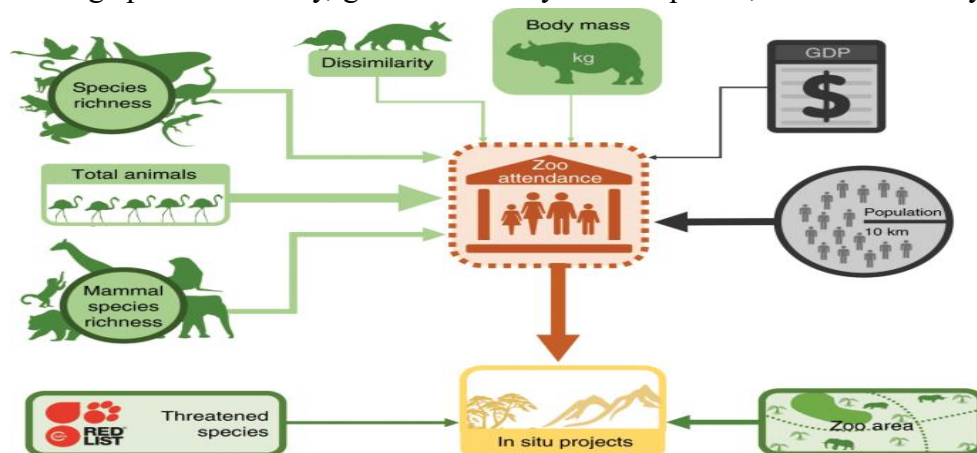 Body mass
kg
Dissimilarity
GDP
$
Species
richness
Zoo
attendance
Total animals
Population
10 km
Mammal
species
richness
RED
LIST
Threatened
species
Zoo area
In situ projects